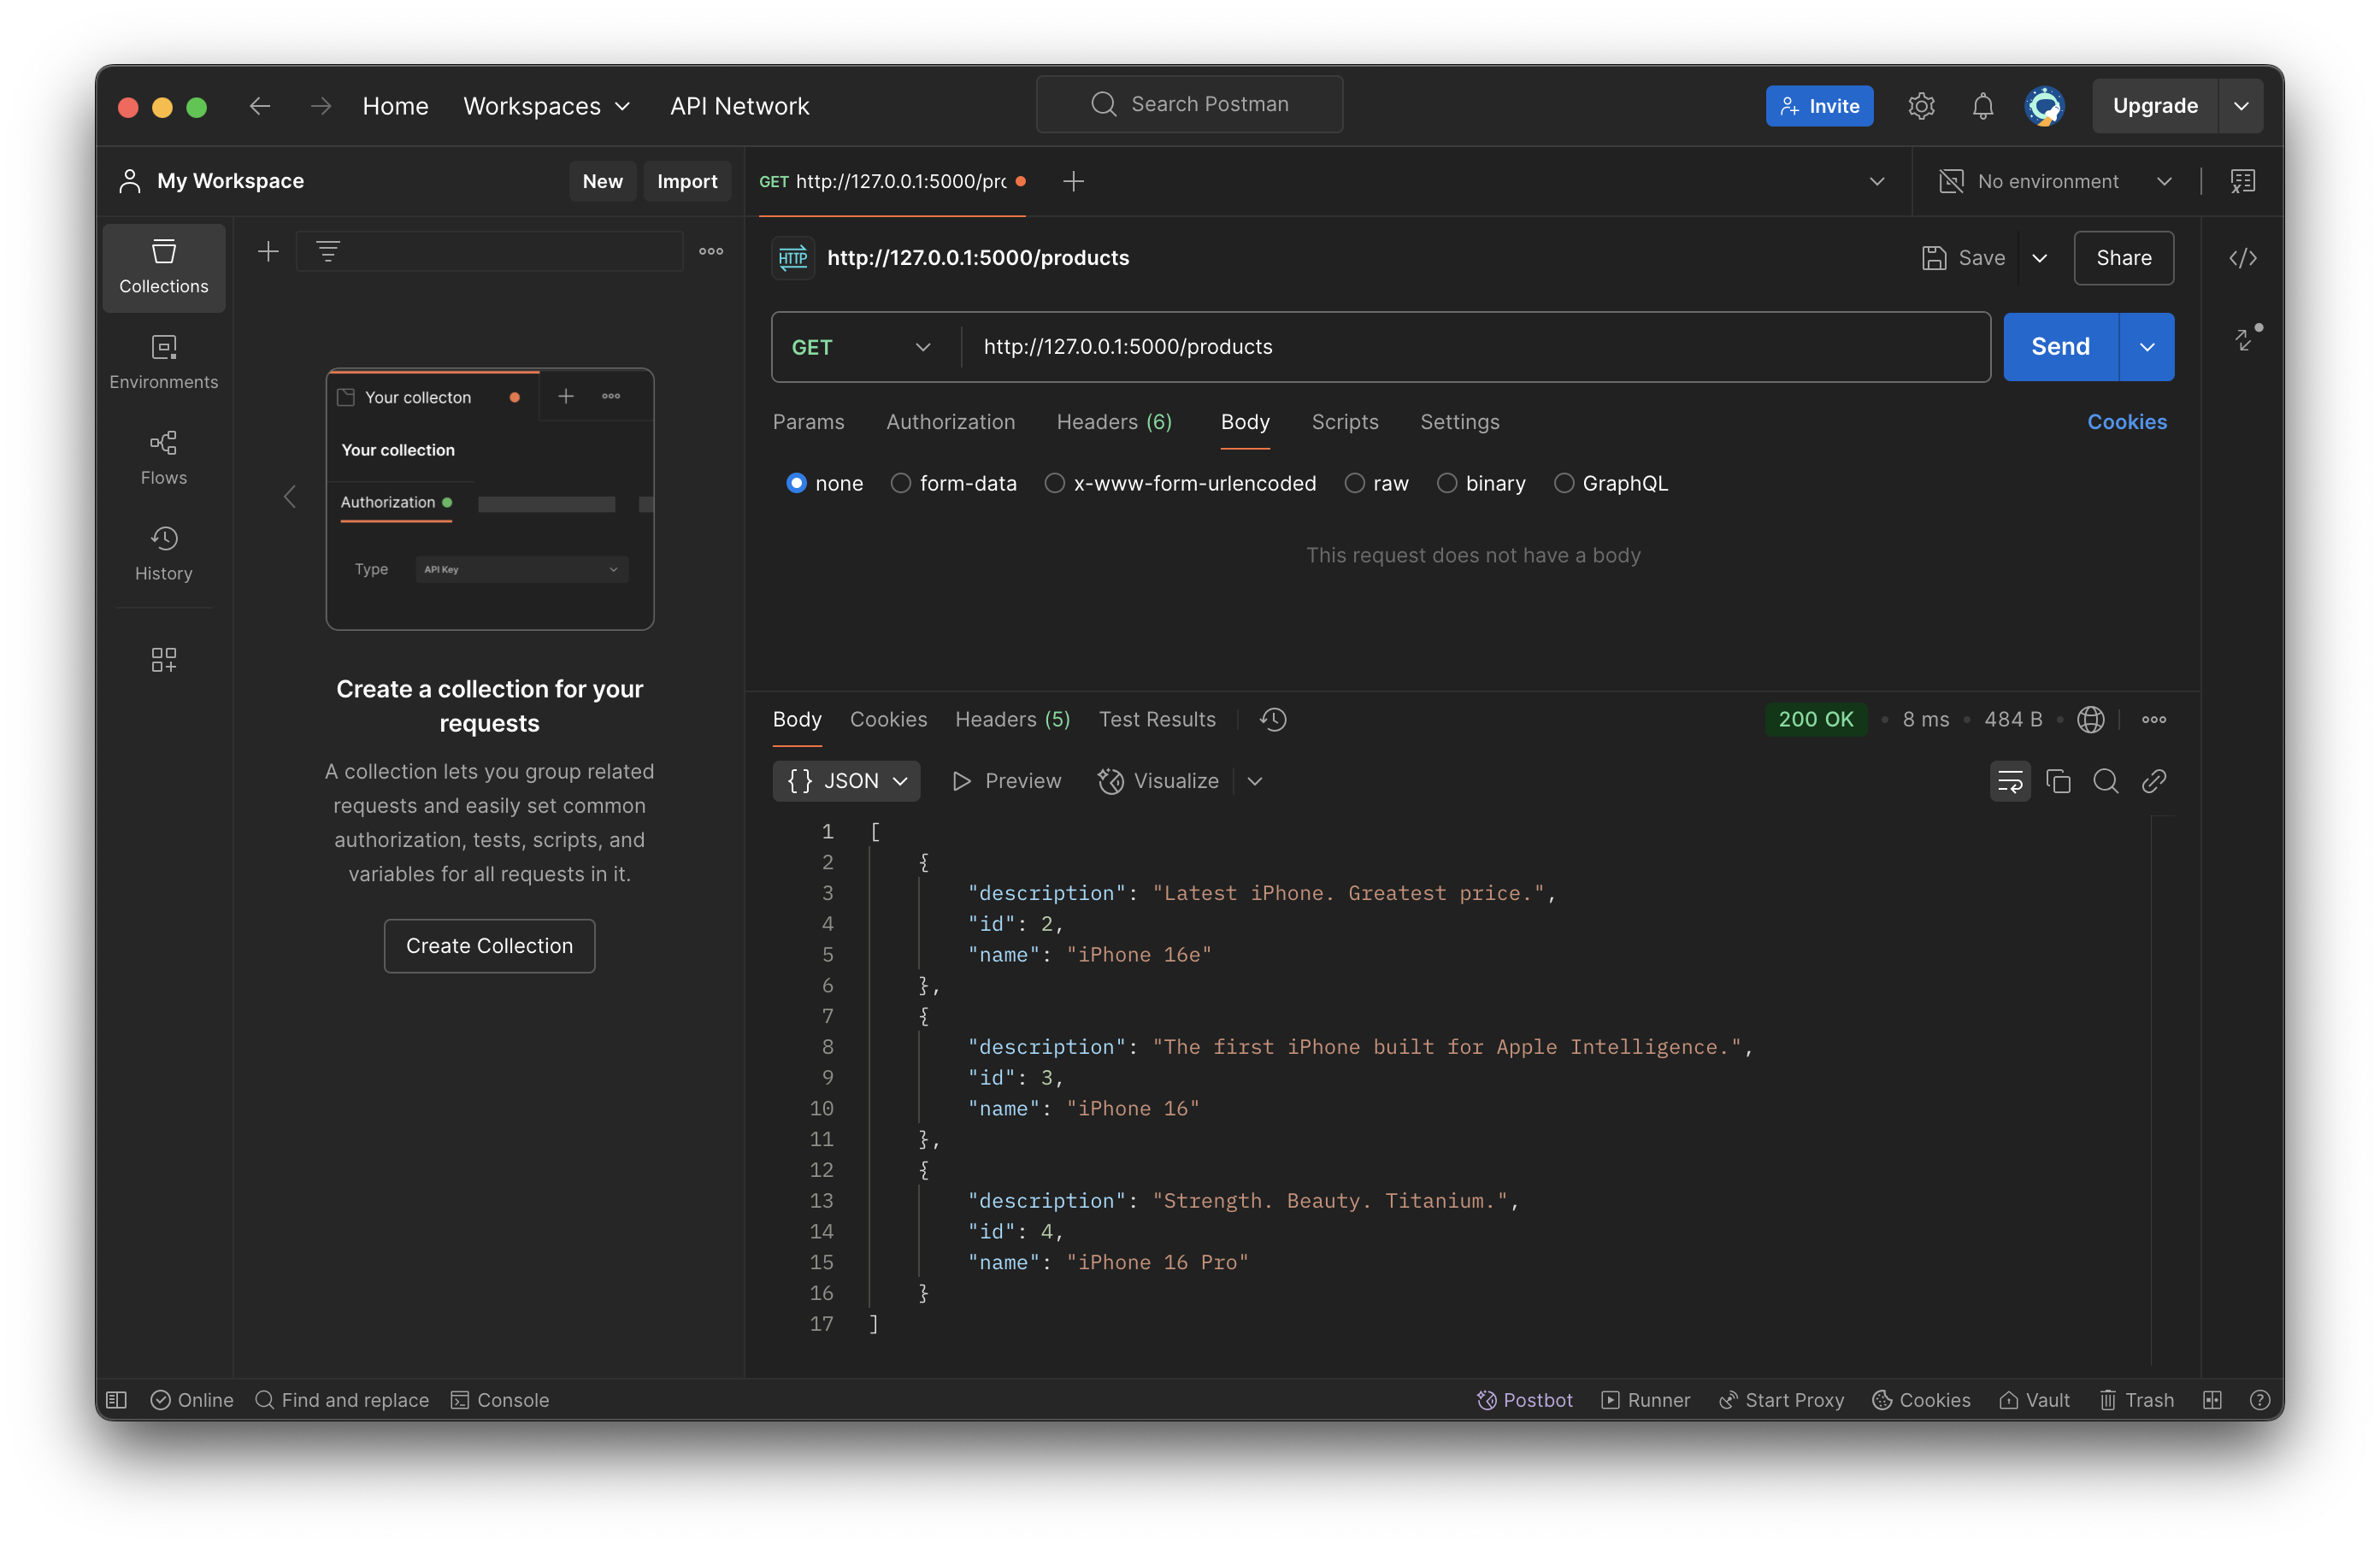 Home Workspaces API Network Search Postman Invite Upgrade
My Workspace New Import GET http://127.0.0.1:5000/pro No environment
Collections
Environments
Flows
History
Your collecton
Your collection
Authorization
Type API Key
Create a collection for your
requests
A collection lets you group related
requests and easily set common
authorization, tests, scripts, and
variables for all requests in it.
Create Collection
HTTP http://127.0.0.1:5000/products Save Share
GET http://127.0.0.1:5000/products Send
Params Authorization Headers (6) Body Scripts Settings Cookies
none form-data x-www-form-urlencoded raw binary GraphQL
This request does not have a body
Body Cookies Headers (5) Test Results 200 OK • 8 ms • 484 B •
{} JSON Preview Visualize
1 [
2 {
3 "description": "Latest iPhone. Greatest price.",
4 "id": 2,
5 "name": "iPhone 16e"
6 },
7 {
8 "description": "The first iPhone built for Apple Intelligence.",
9 "id": 3,
10 "name": "iPhone 16"
11 },
12 {
13 "description": "Strength. Beauty. Titanium.",
14 "id": 4,
15 "name": "iPhone 16 Pro"
16 }
17 ]
Online Find and replace Console Postbot Runner Start Proxy Cookies Vault Trash